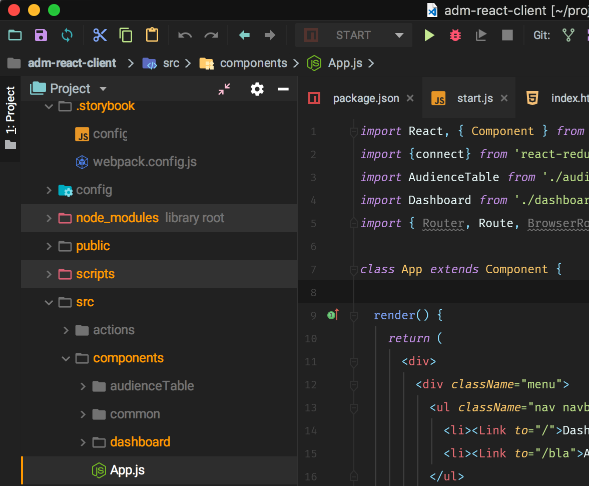 adm-react-client [~/proj
START
Git:
adm-react-client > src > components > App.js >
1: Project
Project
package.json
start.js
index.ht
.storybook
config
webpack.config.js
config
node_modules library root
public
scripts
src
actions
components
audienceTable
common
dashboard
App.js
1 import React, { Component } from
2 import {connect} from 'react-redu
3 import AudienceTable from './audi
4 import Dashboard from './dashboar
5 import { Router, Route, BrowserRo
6
7 class App extends Component {
8
9 render() {
10 return (
11 <div>
12 <div className="menu">
13 <ul className="nav navb
14 <li><Link to="/">Dash
15 <li><Link to="/bla">A
16 </ul>